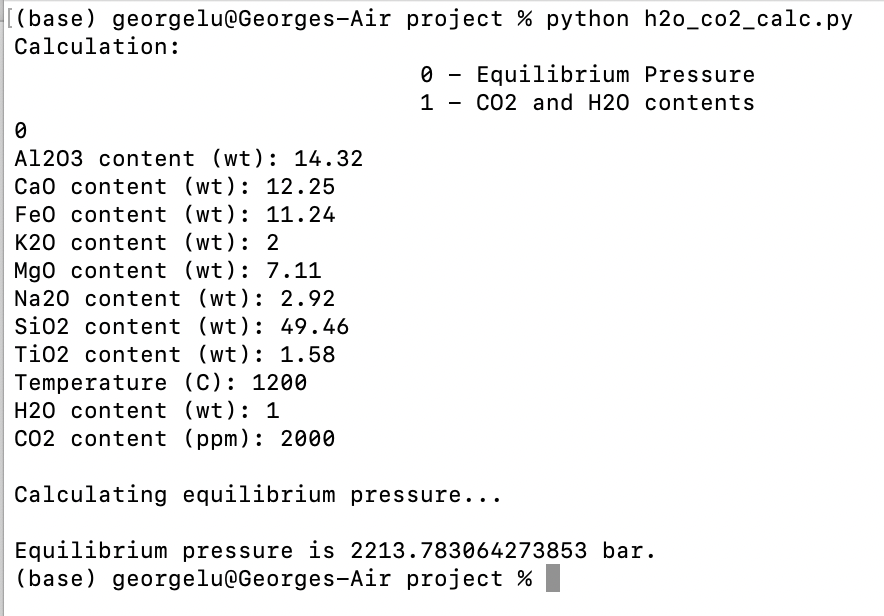 [(base) georgelu@Georges-Air project % python h2o_co2_calc.py
Calculation:
0 - Equilibrium Pressure
1 - CO2 and H2O contents
0
Al2O3 content (wt): 14.32
CaO content (wt): 12.25
FeO content (wt): 11.24
K2O content (wt): 2
MgO content (wt): 7.11
Na2O content (wt): 2.92
SiO2 content (wt): 49.46
TiO2 content (wt): 1.58
Temperature (C): 1200
H2O content (wt): 1
CO2 content (ppm): 2000
Calculating equilibrium pressure...
Equilibrium pressure is 2213.783064273853 bar.
(base) georgelu@Georges-Air project %